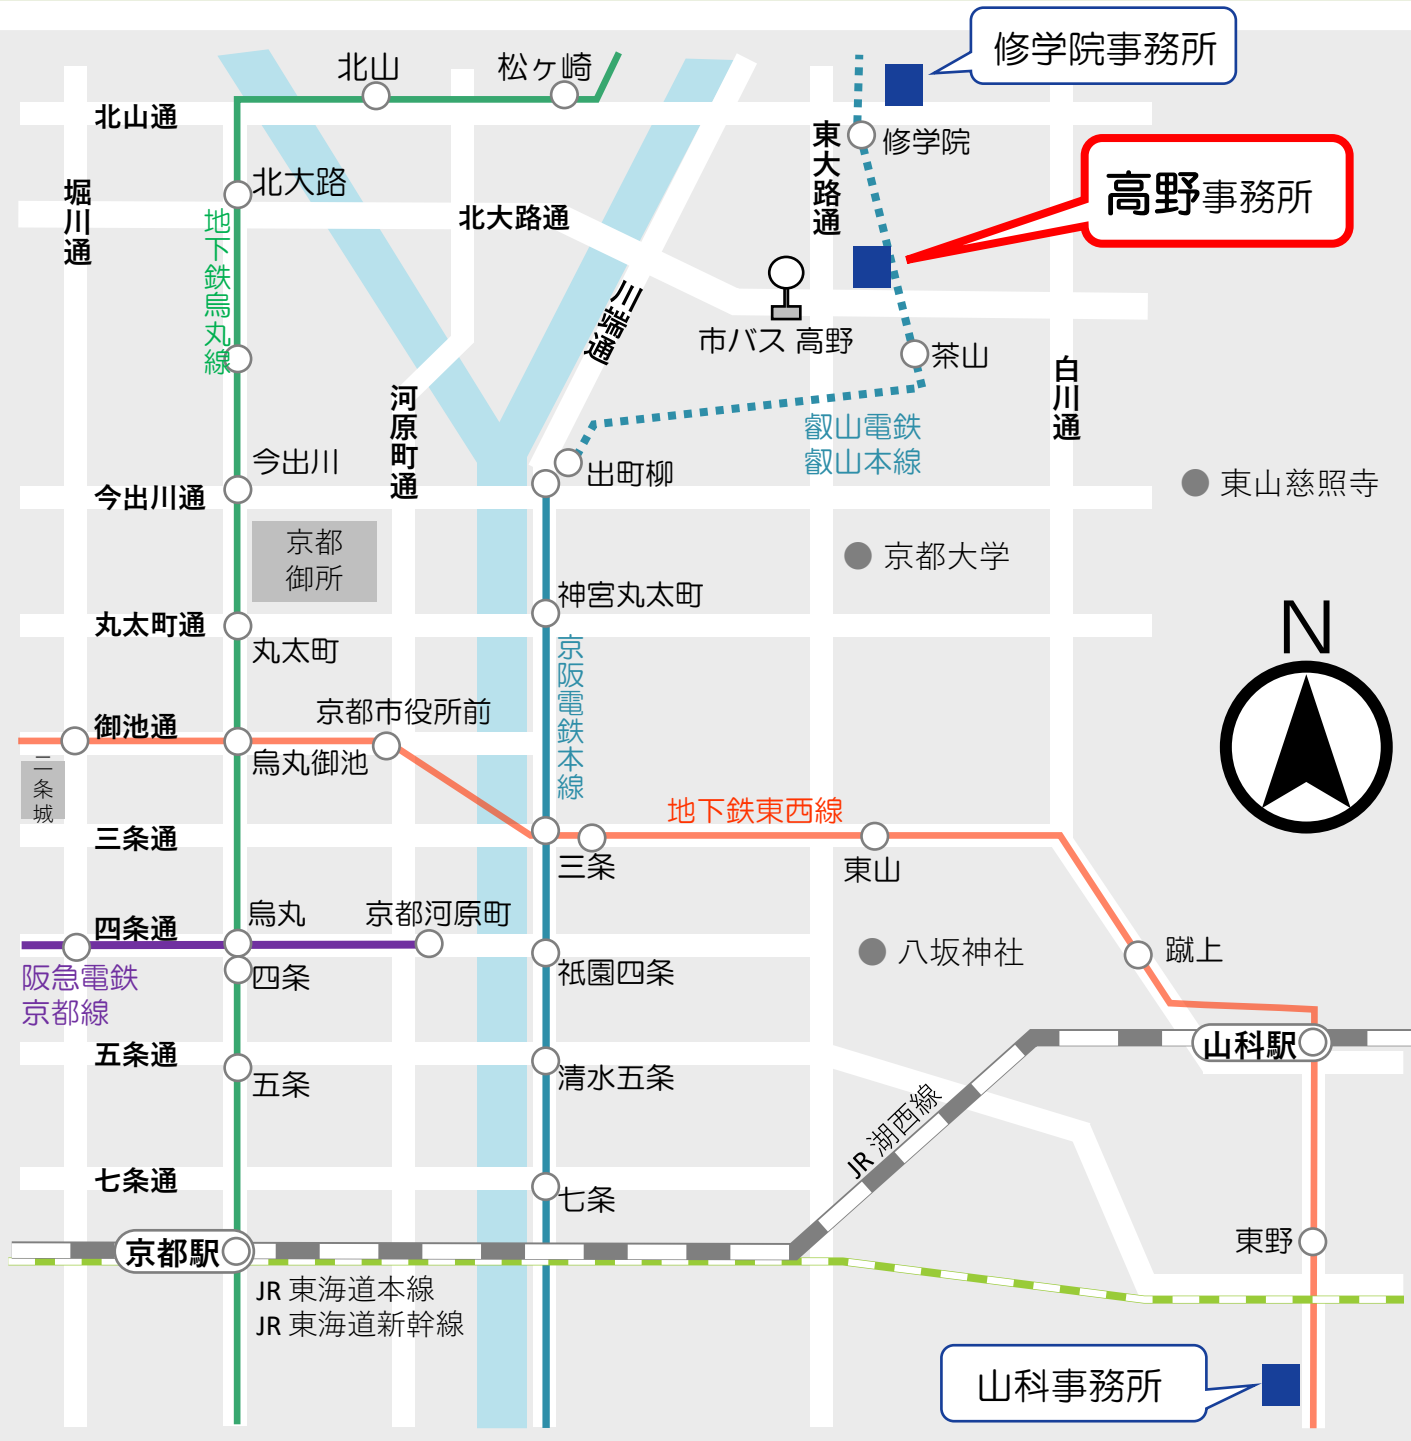 修学院事務所
北山
松ヶ崎
北山通
東大路通
修学院
高野事務所
堀川通
北大路
北大路通
地下鉄烏丸線
川端通
市バス 高野
茶山
白川通
河原町通
叡山電鉄
叡山本線
今出川
出町柳
今出川通
東山慈照寺
京都
御所
京都大学
神宮丸太町
丸太町通
丸太町
京阪電鉄本線
N
京都市役所前
御池通
烏丸御池
二条城
地下鉄東西線
三条通
三条
東山
烏丸
京都河原町
四条通
八坂神社
蹴上
阪急電鉄
京都線
四条
祇園四条
山科駅
五条通
五条
清水五条
JR 湖西線
七条通
七条
京都駅
東野
JR 東海道本線
JR 東海道新幹線
山科事務所